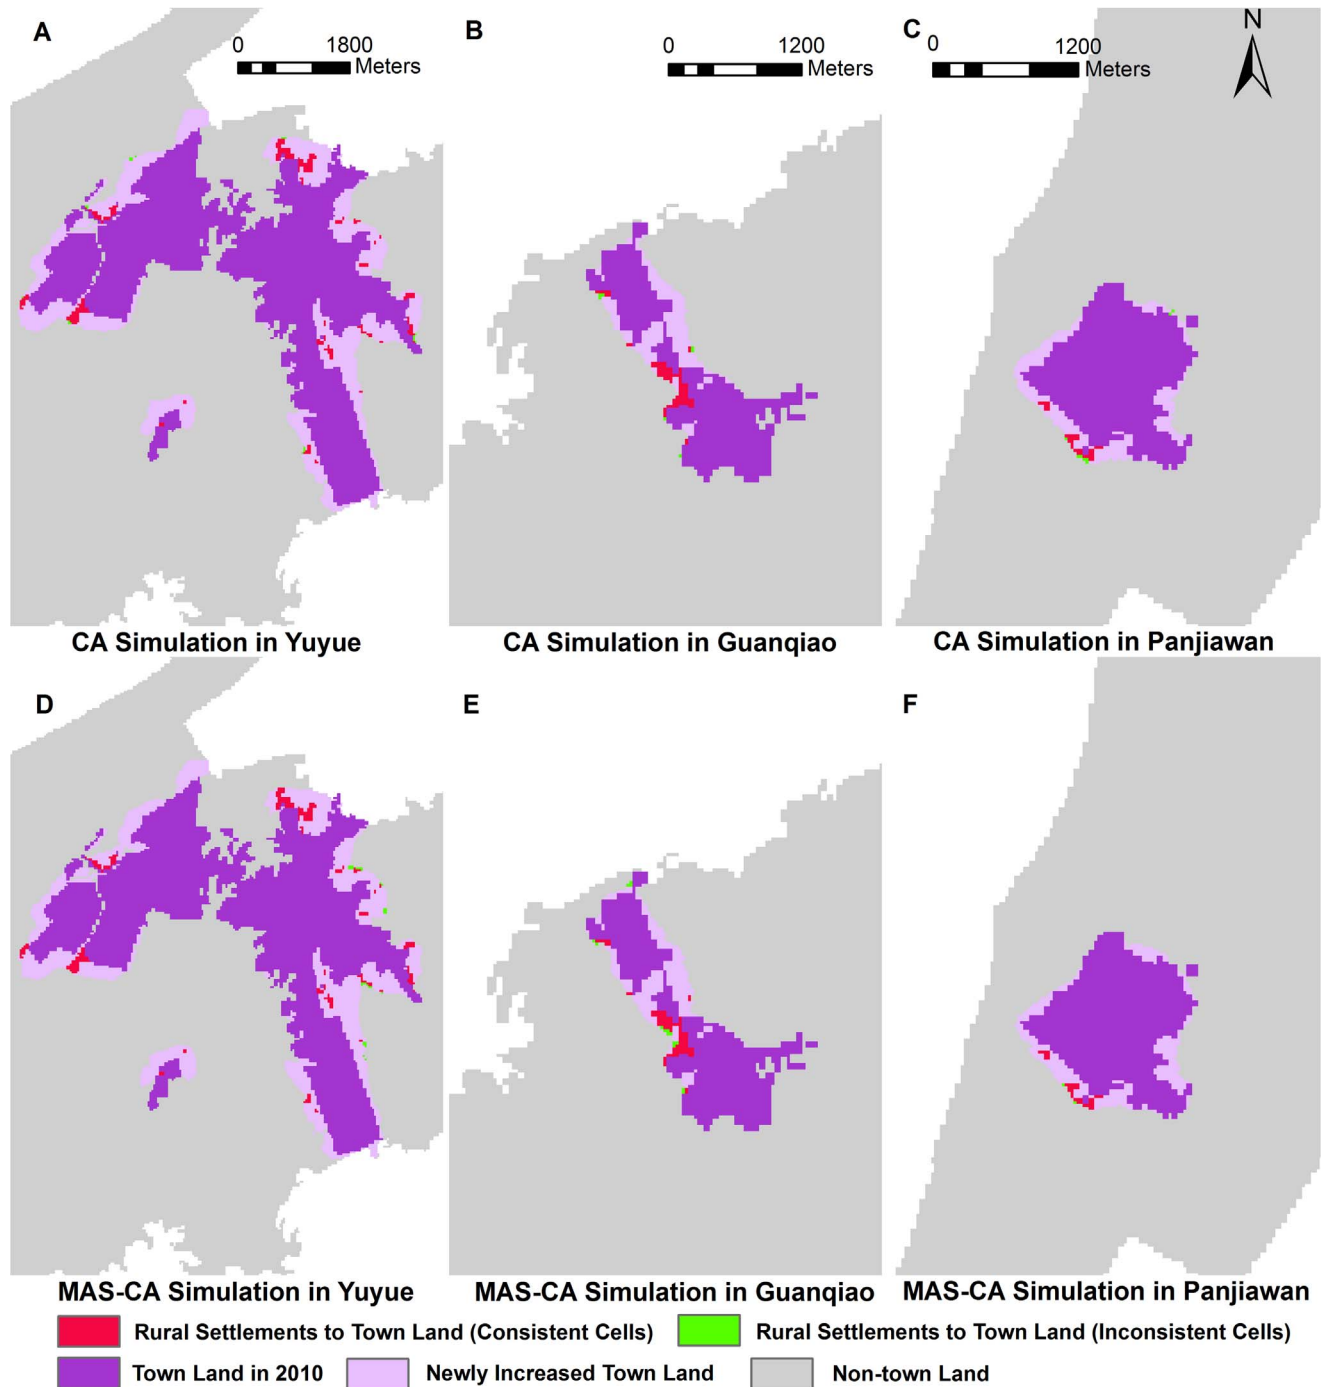 A
0 1800
Meters
B
0 1200
Meters
C
0 1200
Meters
N
CA Simulation in Yuyue
CA Simulation in Guanqiao
CA Simulation in Panjiawan
D
E
F
MAS-CA Simulation in Yuyue
MAS-CA Simulation in Guanqiao
MAS-CA Simulation in Panjiawan
Rural Settlements to Town Land (Consistent Cells)
Rural Settlements to Town Land (Inconsistent Cells)
Town Land in 2010
Newly Increased Town Land
Non-town Land